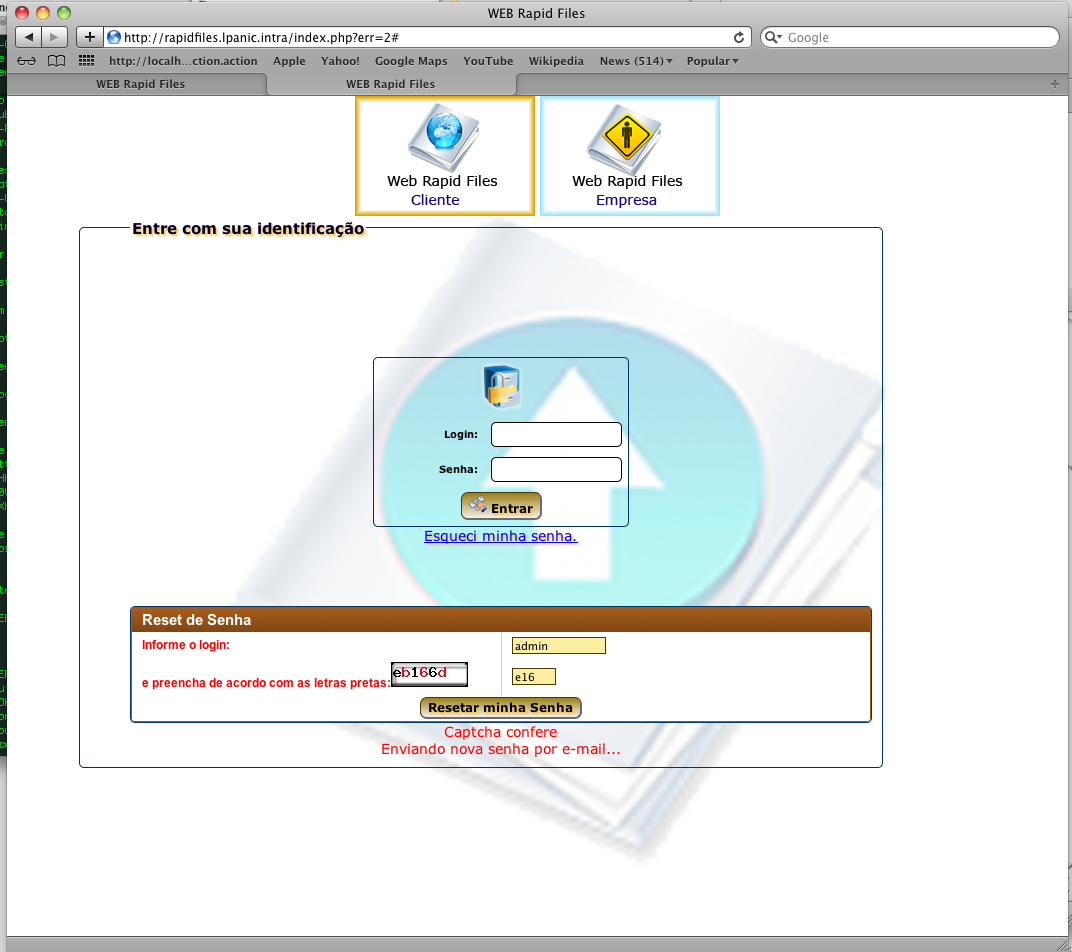 WEB Rapid Files
http://rapidfiles.lpanic.intra/index.php?err=2#
Google
http://localh...ction.action Apple Yahoo! Google Maps YouTube Wikipedia News (514) Popular
WEB Rapid Files WEB Rapid Files
Web Rapid Files
Cliente
Web Rapid Files
Empresa
Entre com sua identificação
Login:
Senha:
Entrar
Esqueci minha senha.
Reset de Senha
Informe o login: admin
e preencha de acordo com as letras pretas: eb166d e16
Resetar minha Senha
Captcha confere
Enviando nova senha por e-mail...